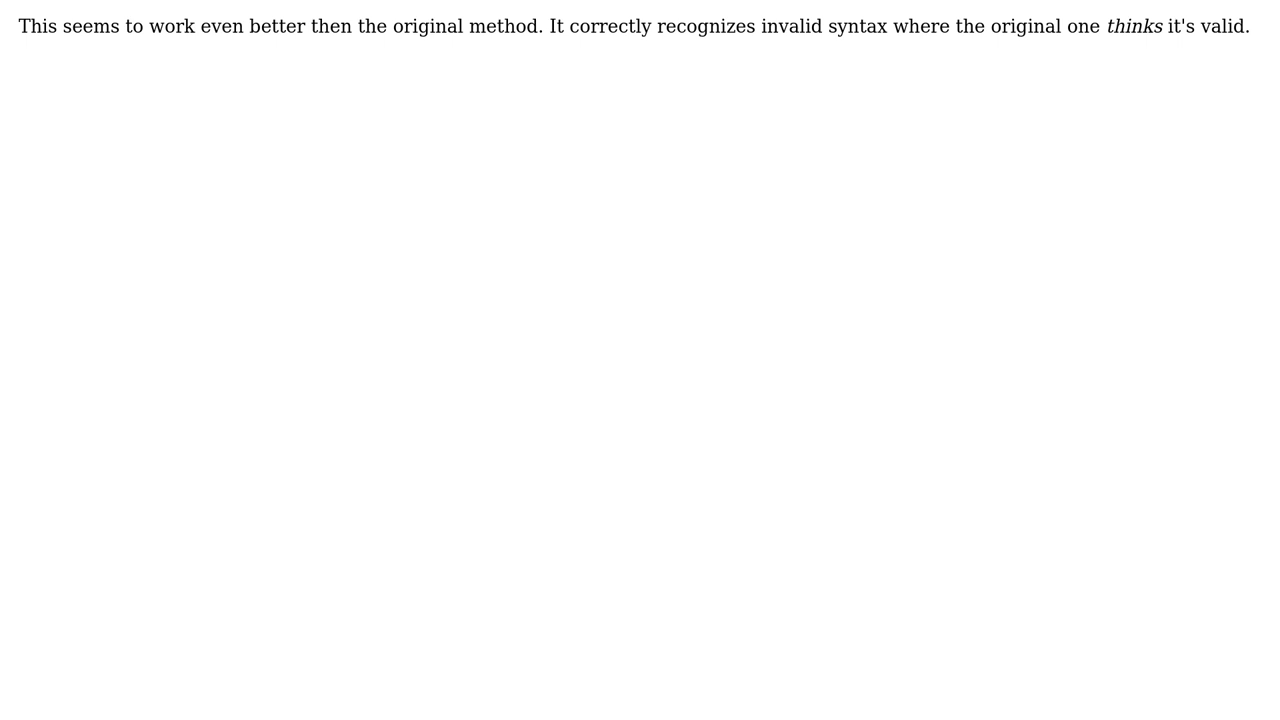 This seems to work even better then the original method. It correctly recognizes invalid syntax where the original one thinks it's valid.